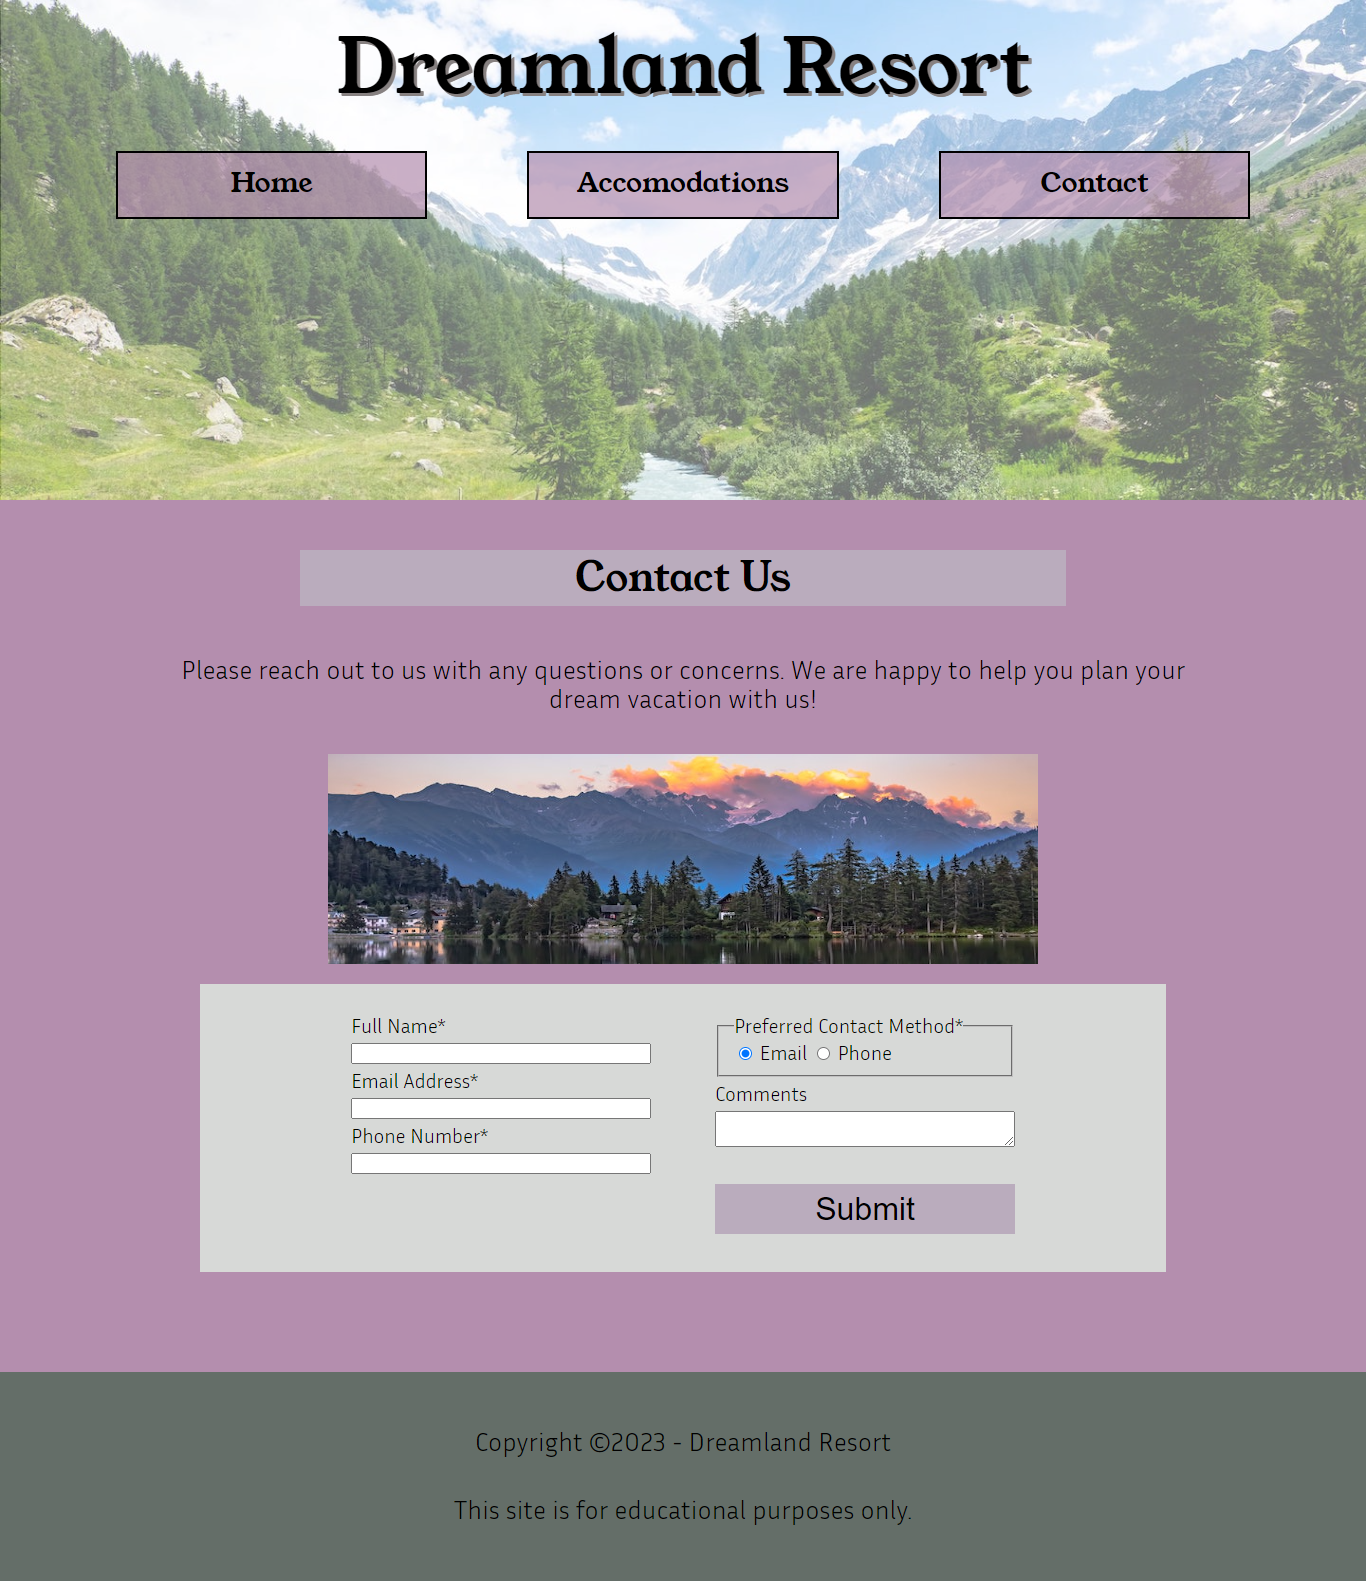 Dreamland Resort
Home
Accomodations
Contact
Contact Us
Please reach out to us with any questions or concerns. We are happy to help you plan your
dream vacation with us!
Full Name*
Email Address*
Phone Number*
Preferred Contact Method*
Email Phone
Comments
Submit
Copyright ©2023 - Dreamland Resort
This site is for educational purposes only.